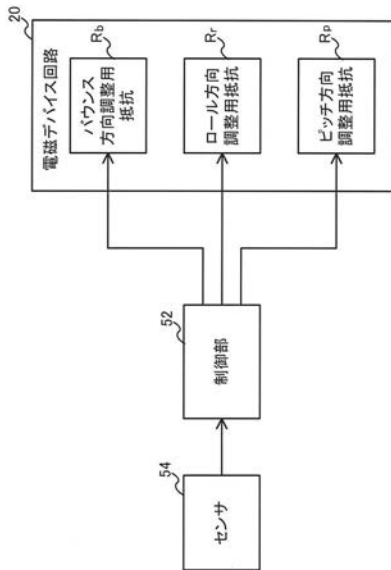 20
電磁デバイス回路
Rb
バウンス
方向調整用
抵抗
Rr
ロール方向
調整用抵抗
Rp
ピッチ方向
調整用抵抗
52
制御部
54
センサ